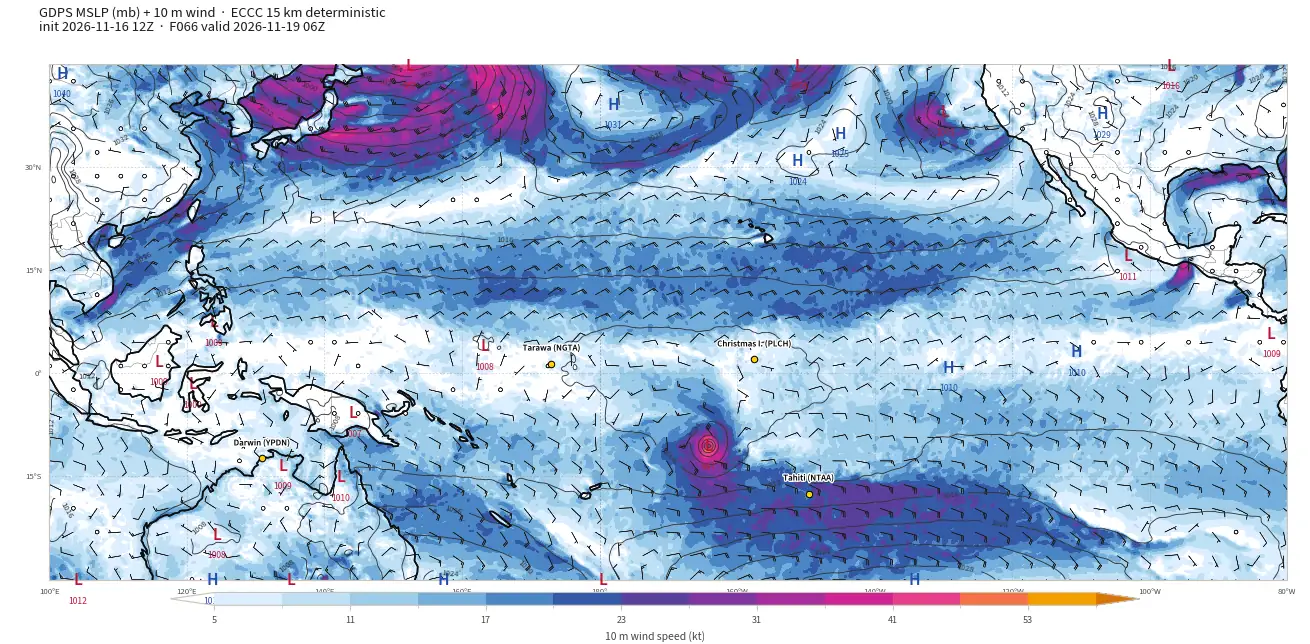 GDPS MSLP (mb) + 10 m wind · ECCC 15 km deterministic
init 2026-11-16 12Z · F066 valid 2026-11-19 06Z
L
L
L
H
1040
1016
H
1031
H
1029
H
1025
H
1024
30°N
1016
15°N
L
1011
L
1009
L
1008
Tarawa (NGTA)
Christmas I. (PLCH)
L
1009
0°
L
H
1010
H
1010
L
L
Darwin (YPDN)
L
1009
L
1010
15°S
Tahiti (NTAA)
L
1008
L
H
L
H
L
H
100°E
120°E
140°E
160°E
180°
160°W
140°W
120°W
100°W
80°W
1012
10
5
11
17
23
31
41
53
10 m wind speed (kt)